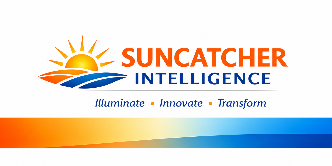 SUNCATCHER
INTELLIGENCE
Illuminate • Innovate • Transform